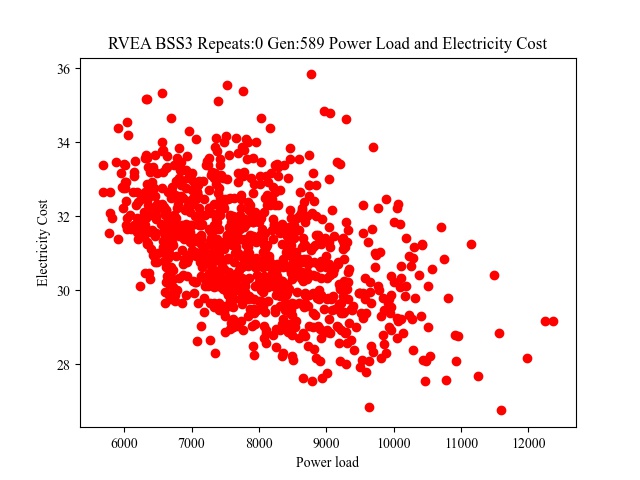 RVEA BSS3 Repeats:0 Gen:589 Power Load and Electricity Cost
36
34
32
30
28
Electricity Cost
6000 7000 8000 9000 10000 11000 12000
Power load